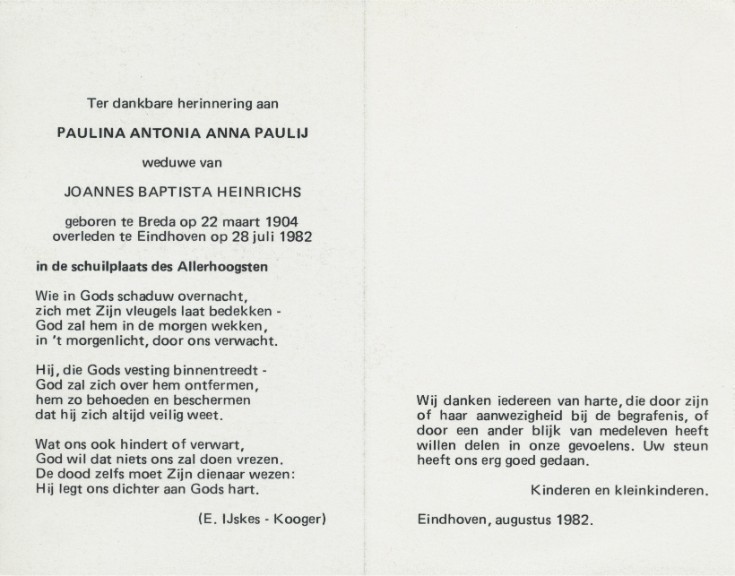 Ter dankbare herinnering aan
PAULINA ANTONIA ANNA PAULIJ
weduwe van
JOANNES BAPTISTA HEINRICHS
geboren te Breda op 22 maart 1904
overleden te Eindhoven op 28 juli 1982
in de schuilplaats des Allerhoogsten
Wie in Gods schaduw overnacht,
zich met Zijn vleugels laat bedekken -
God zal hem in de morgen wekken,
in 't morgenlicht, door ons verwacht.
Hij, die Gods vesting binnentreedt -
God zal zich over hem ontfermen,
hem zo behoeden en beschermen
dat hij zich altijd veilig weet.
Wat ons ook hindert of verwart,
God wil dat niets ons zal doen vrezen.
De dood zelfs moet Zijn dienaar wezen:
Hij legt ons dichter aan Gods hart.
(E. IJskes - Kooger)
Wij danken iedereen van harte, die door zijn
of haar aanwezigheid bij de begrafenis, of
door een ander blijk van medeleven heeft
willen delen in onze gevoelens. Uw steun
heeft ons erg goed gedaan.
Kinderen en kleinkinderen.
Eindhoven, augustus 1982.